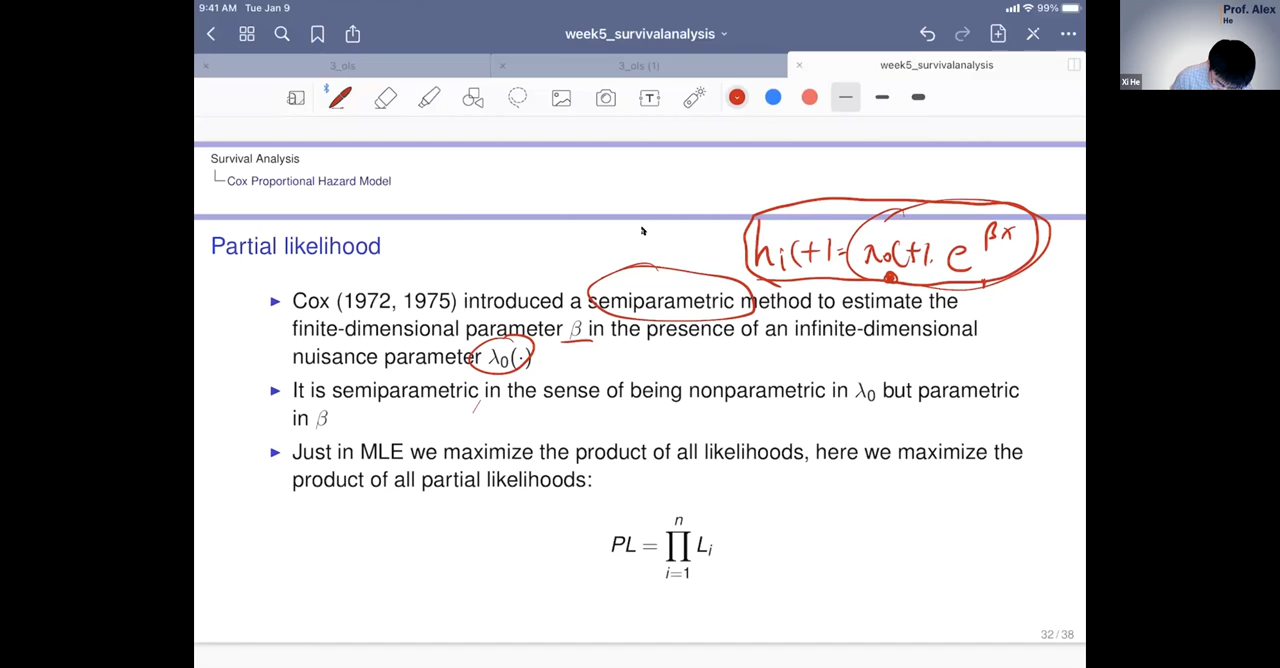 9:41 AM Tue Jan 9
99%
Prof. Alex
He
Xi He
week5_survivalanalysis
3_ols
3_ols (1)
week5_survivalanalysis
T
Survival Analysis
Cox Proportional Hazard Model
hi(t) = λ0(t). e^βx
Partial likelihood
► Cox (1972, 1975) introduced a semiparametric method to estimate the
finite-dimensional parameter β in the presence of an infinite-dimensional
nuisance parameter λ0(·)
► It is semiparametric in the sense of being nonparametric in λ0 but parametric
in β
► Just in MLE we maximize the product of all likelihoods, here we maximize the
product of all partial likelihoods:
PL = ∏ Li
n
i=1
32 / 38